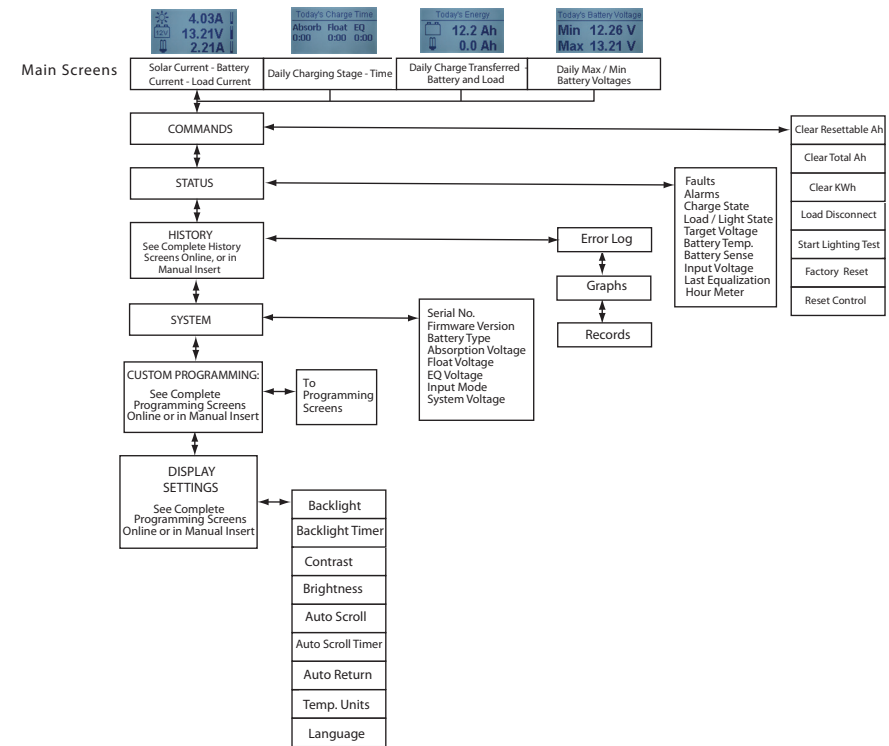 4.03A
12V 13.21V
2.21A
Today's Charge Time
Absorb Float EQ
0:00 0:00 0:00
Today's Energy
12.2 Ah
0.0 Ah
Today's Battery Voltage
Min 12.26 V
Max 13.21 V
Main Screens
Solar Current - Battery
Current - Load Current
Daily Charging Stage - Time
Daily Charge Transferred -
Battery and Load
Daily Max / Min
Battery Voltages
COMMANDS
Clear Resettable Ah
Clear Total Ah
Clear KWh
Load Disconnect
Start Lighting Test
Factory Reset
Reset Control
STATUS
Faults
Alarms
Charge State
Load / Light State
Target Voltage
Battery Temp.
Battery Sense
Input Voltage
Last Equalization
Hour Meter
HISTORY
See Complete History
Screens Online, or in
Manual Insert
Error Log
Graphs
Records
SYSTEM
Serial No.
Firmware Version
Battery Type
Absorption Voltage
Float Voltage
EQ Voltage
Input Mode
System Voltage
CUSTOM PROGRAMMING:
See Complete
Programming Screens
Online or in Manual Insert
To
Programming
Screens
DISPLAY
SETTINGS
See Complete
Programming Screens
Online or in Manual Insert
Backlight
Backlight Timer
Contrast
Brightness
Auto Scroll
Auto Scroll Timer
Auto Return
Temp. Units
Language